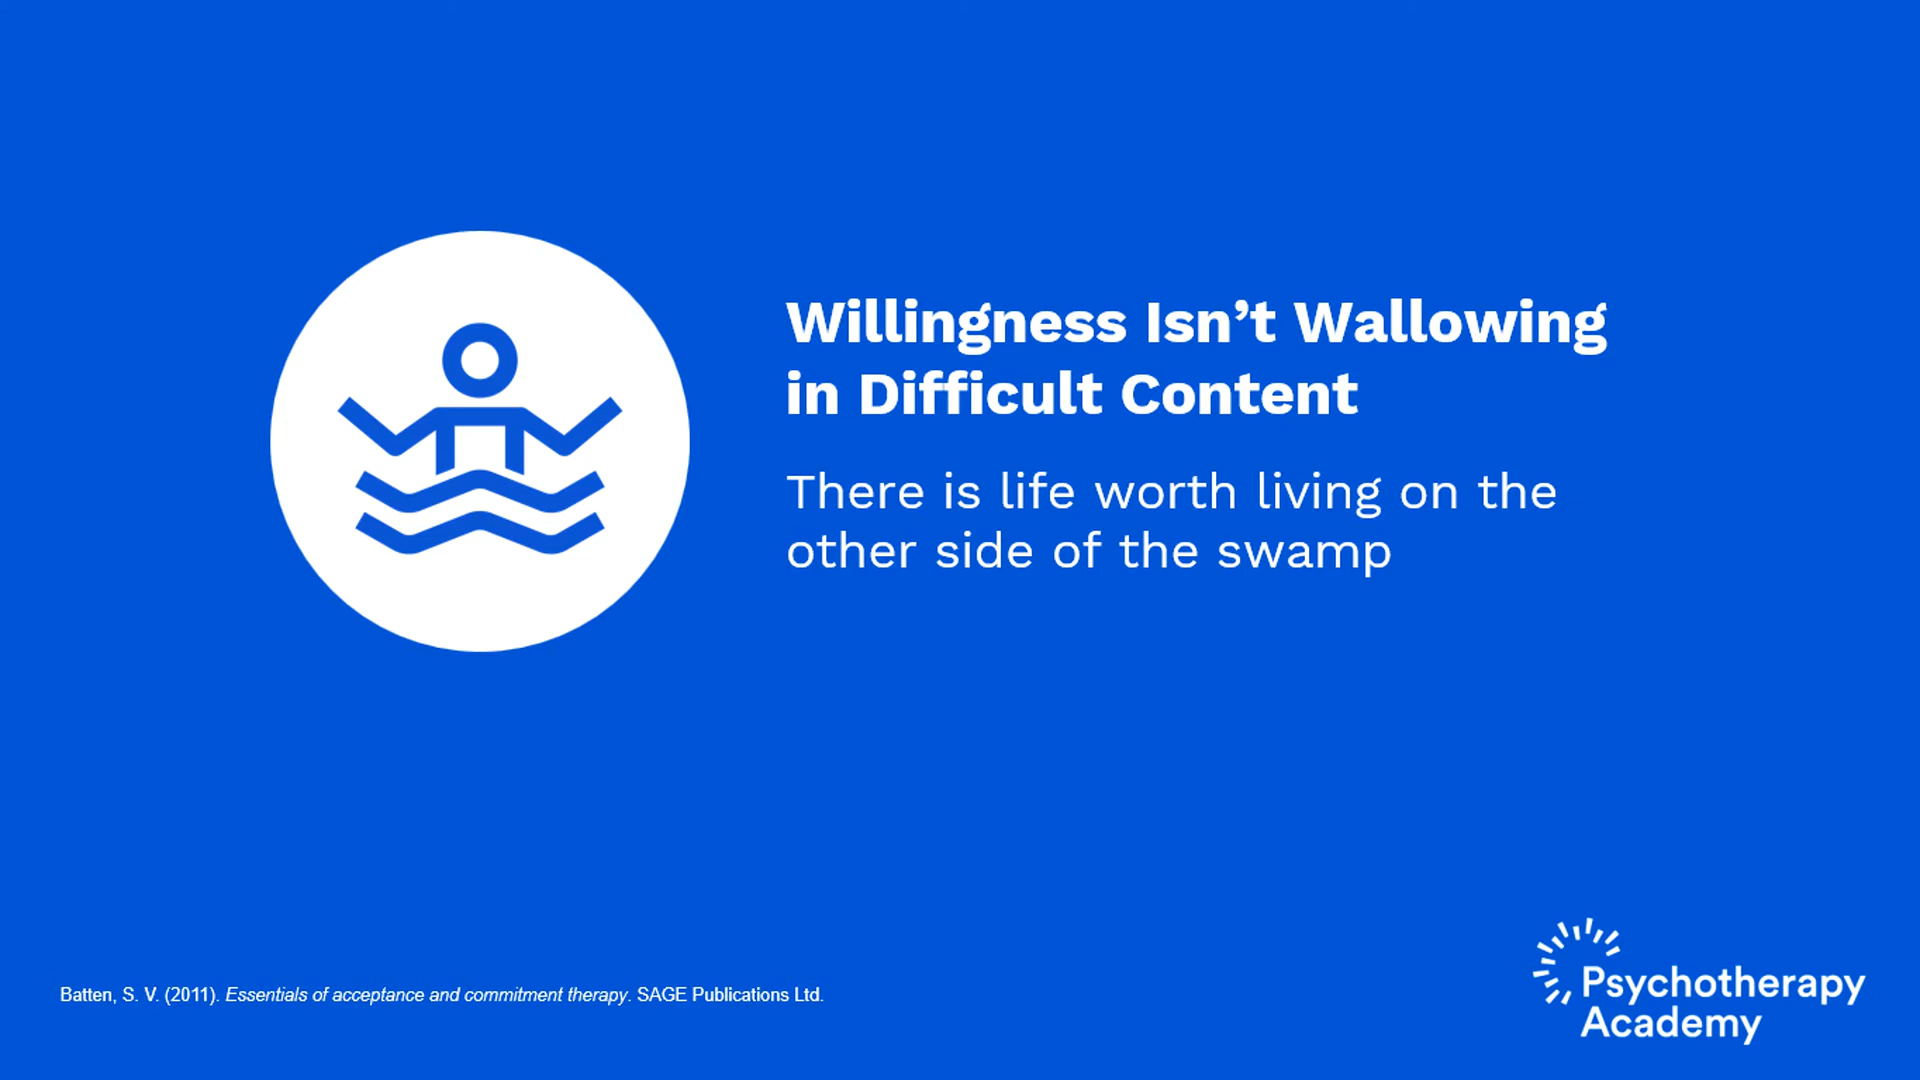 Willingness Isn’t Wallowing
in Difficult Content
There is life worth living on the
other side of the swamp
Batten, S. V. (2011). Essentials of acceptance and commitment therapy. SAGE Publications Ltd.
Psychotherapy
Academy